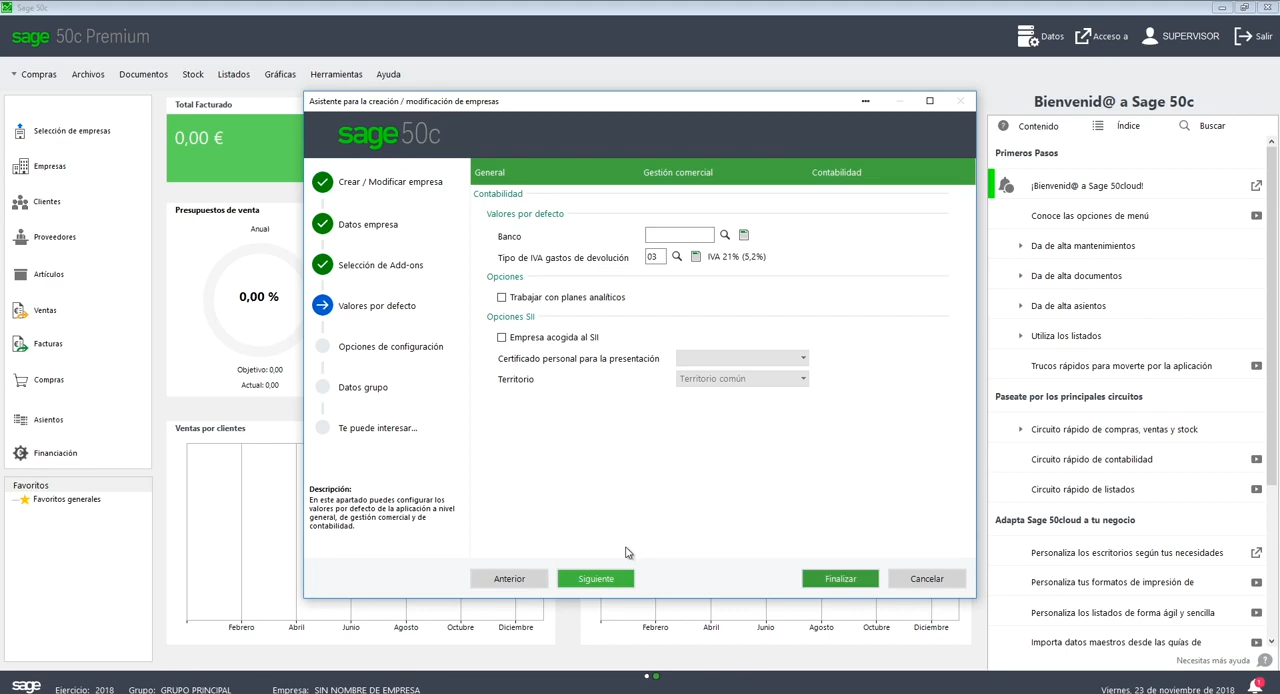 Sage 50c
sage 50c Premium
Datos
Acceso a
SUPERVISOR
Salir
Compras
Archivos
Documentos
Stock
Listados
Gráficas
Herramientas
Ayuda
Selección de empresas
Empresas
Clientes
Proveedores
Artículos
Ventas
Facturas
Compras
Asientos
Financiación
Favoritos
Favoritos generales
Total Facturado
0,00 €
Presupuestos de venta
Anual
0,00 %
Objetivo: 0,00
Actual: 0,00
Ventas por clientes
Febrero Abril Junio Agosto Octubre Diciembre
Febrero Abril Junio Agosto Octubre Diciembre
Asistente para la creación / modificación de empresas
sage 50c
Crear / Modificar empresa
Datos empresa
Selección de Add-ons
Valores por defecto
Opciones de configuración
Datos grupo
Te puede interesar...
Descripción:
En este apartado puedes configurar los
valores por defecto de la aplicación a nivel
general, de gestión comercial y de
contabilidad.
General
Gestión comercial
Contabilidad
Contabilidad
Valores por defecto
Banco
Tipo de IVA gastos de devolución 03 IVA 21% (5,2%)
Opciones
Trabajar con planes analíticos
Opciones SII
Empresa acogida al SII
Certificado personal para la presentación
Territorio Territorio común
Anterior
Siguiente
Finalizar
Cancelar
Bienvenid@ a Sage 50c
Contenido
Índice
Buscar
Primeros Pasos
¡Bienvenid@ a Sage 50cloud!
Conoce las opciones de menú
Da de alta mantenimientos
Da de alta documentos
Da de alta asientos
Utiliza los listados
Trucos rápidos para moverte por la aplicación
Paseate por los principales circuitos
Circuito rápido de compras, ventas y stock
Circuito rápido de contabilidad
Circuito rápido de listados
Adapta Sage 50cloud a tu negocio
Personaliza los escritorios según tus necesidades
Personaliza tus formatos de impresión de
Personaliza los listados de forma ágil y sencilla
Importa datos maestros desde las guías de
Necesitas más ayuda
sage
Ejercicio: 2018
Grupo: GRUPO PRINCIPAL
Empresa: SIN NOMBRE DE EMPRESA
Viernes, 23 de noviembre de 2018
1